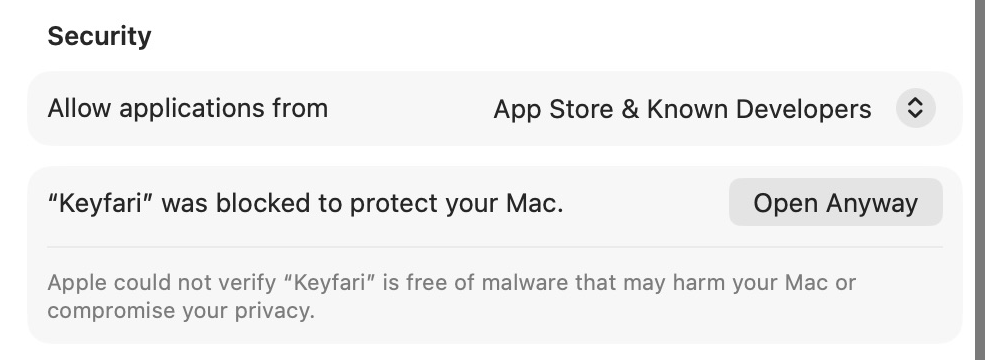 Security
Allow applications from App Store & Known Developers
“Keyfari” was blocked to protect your Mac. Open Anyway
Apple could not verify “Keyfari” is free of malware that may harm your Mac or
compromise your privacy.